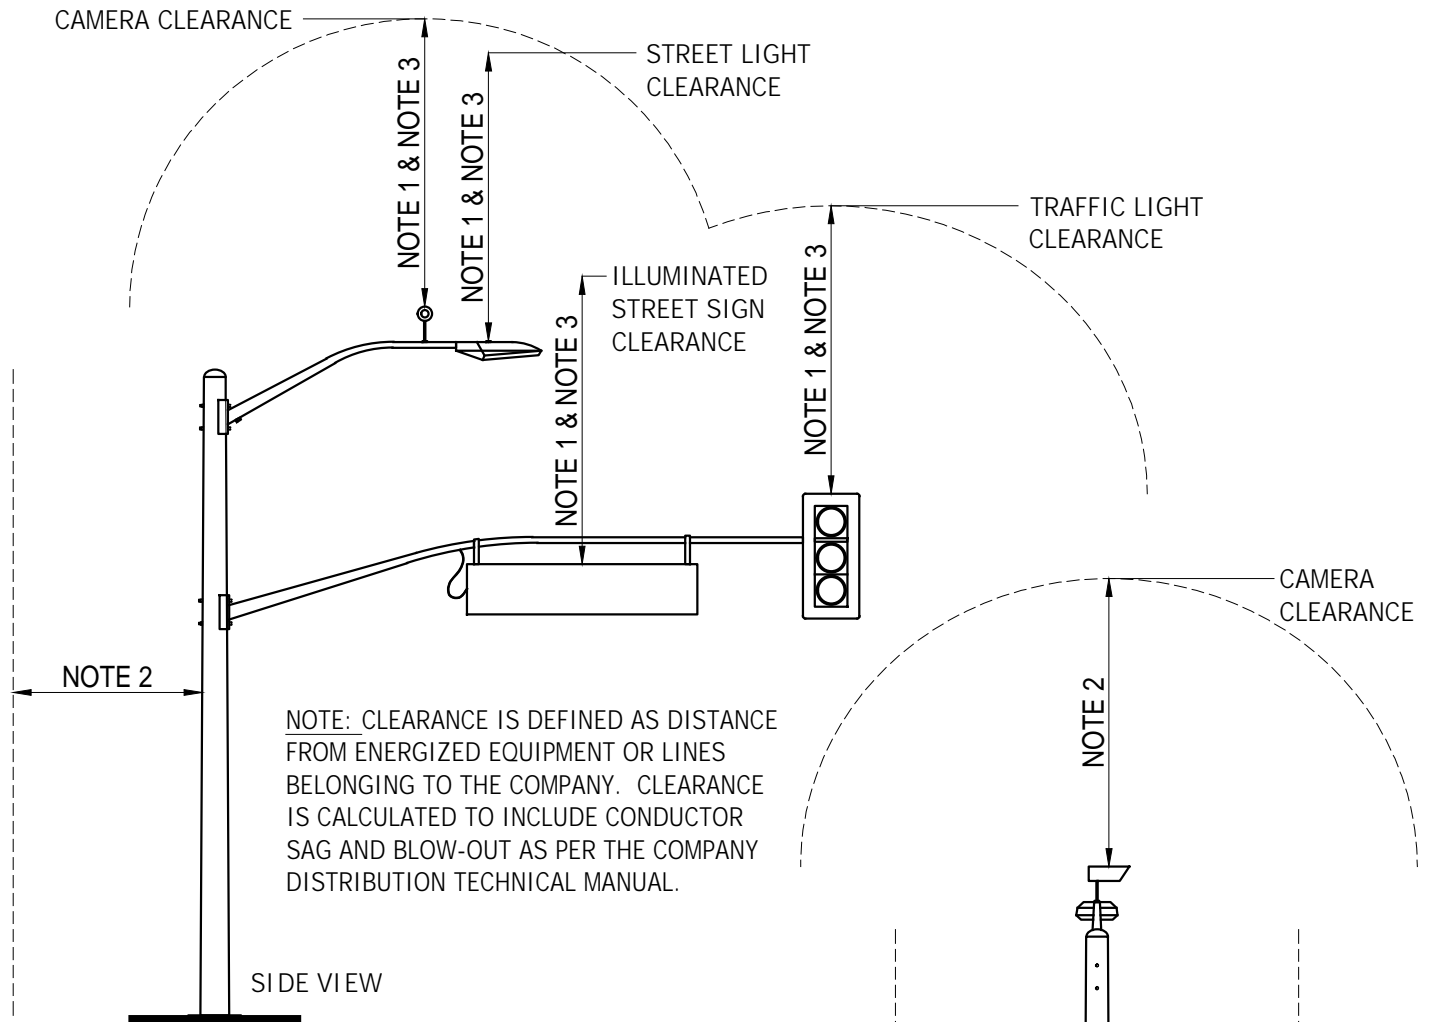 CAMERA CLEARANCE
STREET LIGHT
CLEARANCE
NOTE 1 & NOTE 3
NOTE 1 & NOTE 3
TRAFFIC LIGHT
CLEARANCE
ILLUMINATED
STREET SIGN
CLEARANCE
NOTE 1 & NOTE 3
NOTE 1 & NOTE 3
CAMERA
CLEARANCE
NOTE 2
NOTE 2
NOTE: CLEARANCE IS DEFINED AS DISTANCE
FROM ENERGIZED EQUIPMENT OR LINES
BELONGING TO THE COMPANY. CLEARANCE
IS CALCULATED TO INCLUDE CONDUCTOR
SAG AND BLOW-OUT AS PER THE COMPANY
DISTRIBUTION TECHNICAL MANUAL.
SIDE VIEW